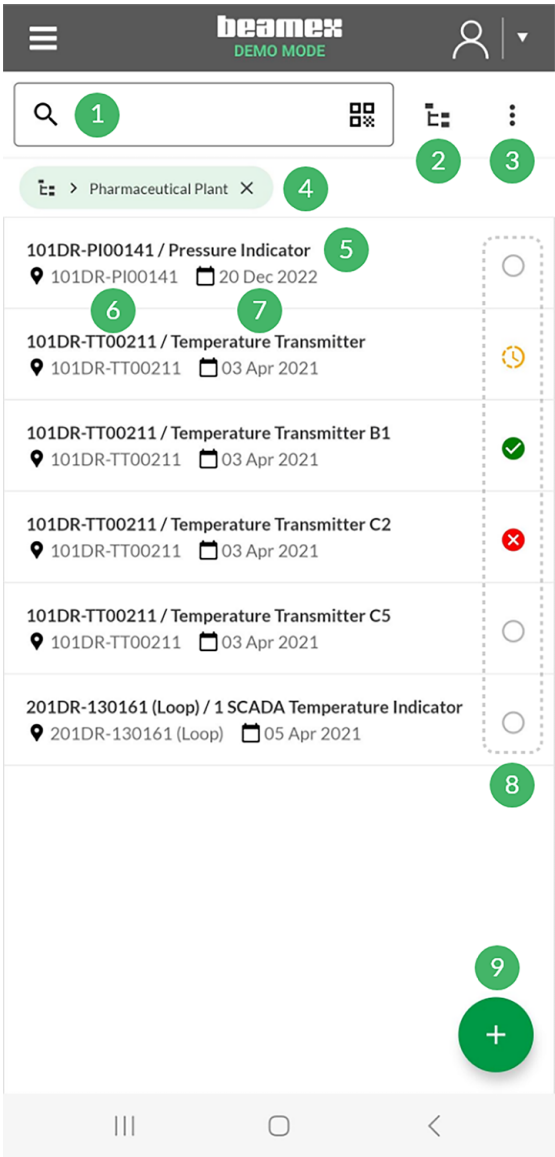 beamex
DEMO MODE
1
2
3
Pharmaceutical Plant
4
101DR-PI00141 / Pressure Indicator
5
101DR-PI00141 20 Dec 2022
6
7
101DR-TT00211 / Temperature Transmitter
101DR-TT00211 03 Apr 2021
101DR-TT00211 / Temperature Transmitter B1
101DR-TT00211 03 Apr 2021
101DR-TT00211 / Temperature Transmitter C2
101DR-TT00211 03 Apr 2021
101DR-TT00211 / Temperature Transmitter C5
101DR-TT00211 03 Apr 2021
201DR-130161 (Loop) / 1 SCADA Temperature Indicator
201DR-130161 (Loop) 05 Apr 2021
8
9